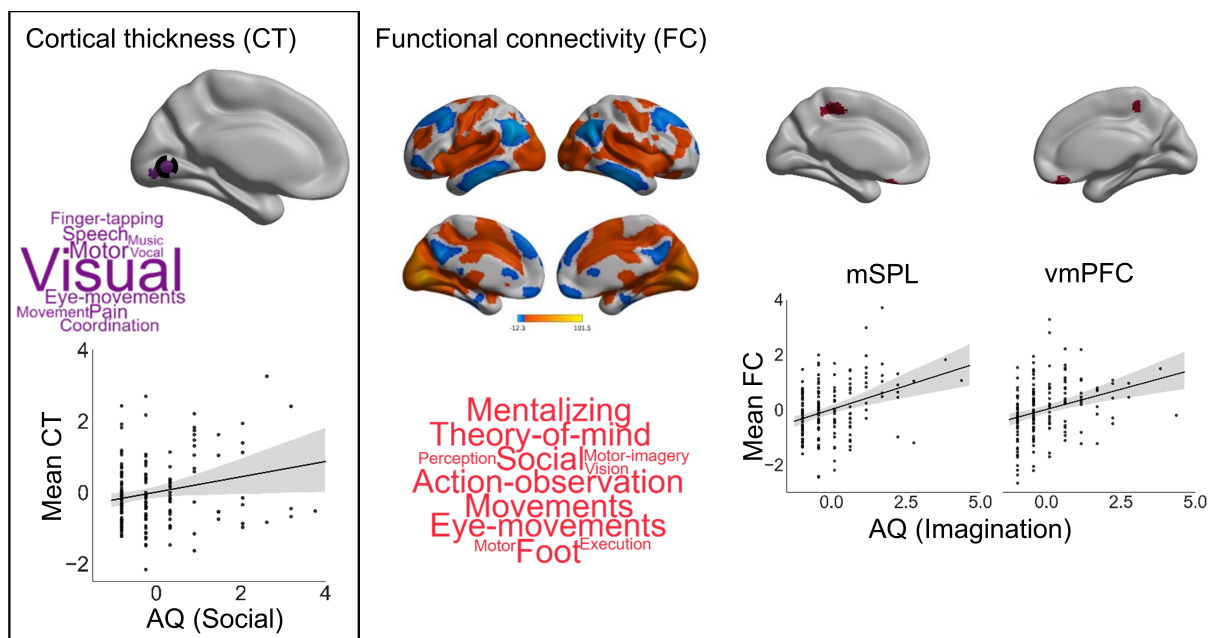 Cortical thickness (CT)
Finger-tapping
Speech Music
Motor Vocal
Visual
Eye-movements
Movement Pain
Coordination
4
2
0
−2
Mean CT
0 2 4
AQ (Social)
Functional connectivity (FC)
-12.3 101.5
Mentalizing
Theory-of-mind
Perception Social Motor-imagery
Vision
Action-observation
Movements
Eye-movements
Motor Foot Execution
mSPL vmPFC
4
2
0
−2
Mean FC
0.0 2.5 5.0 0.0 2.5 5.0
AQ (Imagination)